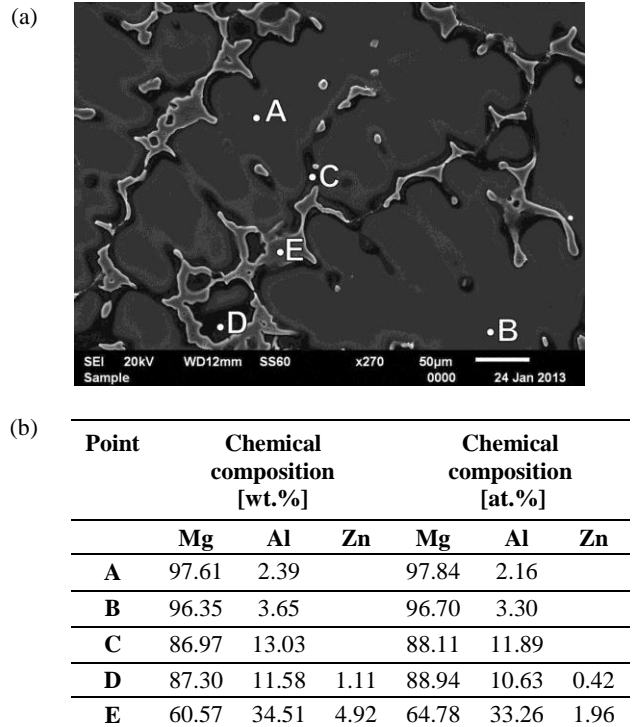 (a)
A
C
E
D
B
SEI 20kV WD12mm SS60 x270 50µm
Sample 0000 24 Jan 2013
(b)
Point Chemical Chemical
composition composition
[wt.%] [at.%]
Mg Al Zn Mg Al Zn
A 97.61 2.39 97.84 2.16
B 96.35 3.65 96.70 3.30
C 86.97 13.03 88.11 11.89
D 87.30 11.58 1.11 88.94 10.63 0.42
E 60.57 34.51 4.92 64.78 33.26 1.96